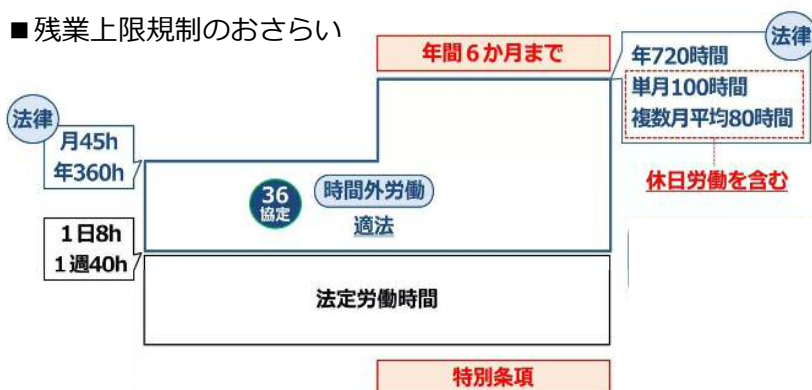 ■残業上限規制のおさらい
年間６か月まで
法律
年720時間
単月100時間
複数月平均80時間
休日労働を含む
法律
月45h
年360h
36
協定
時間外労働
適法
１日8h
１週40h
法定労働時間
特別条項